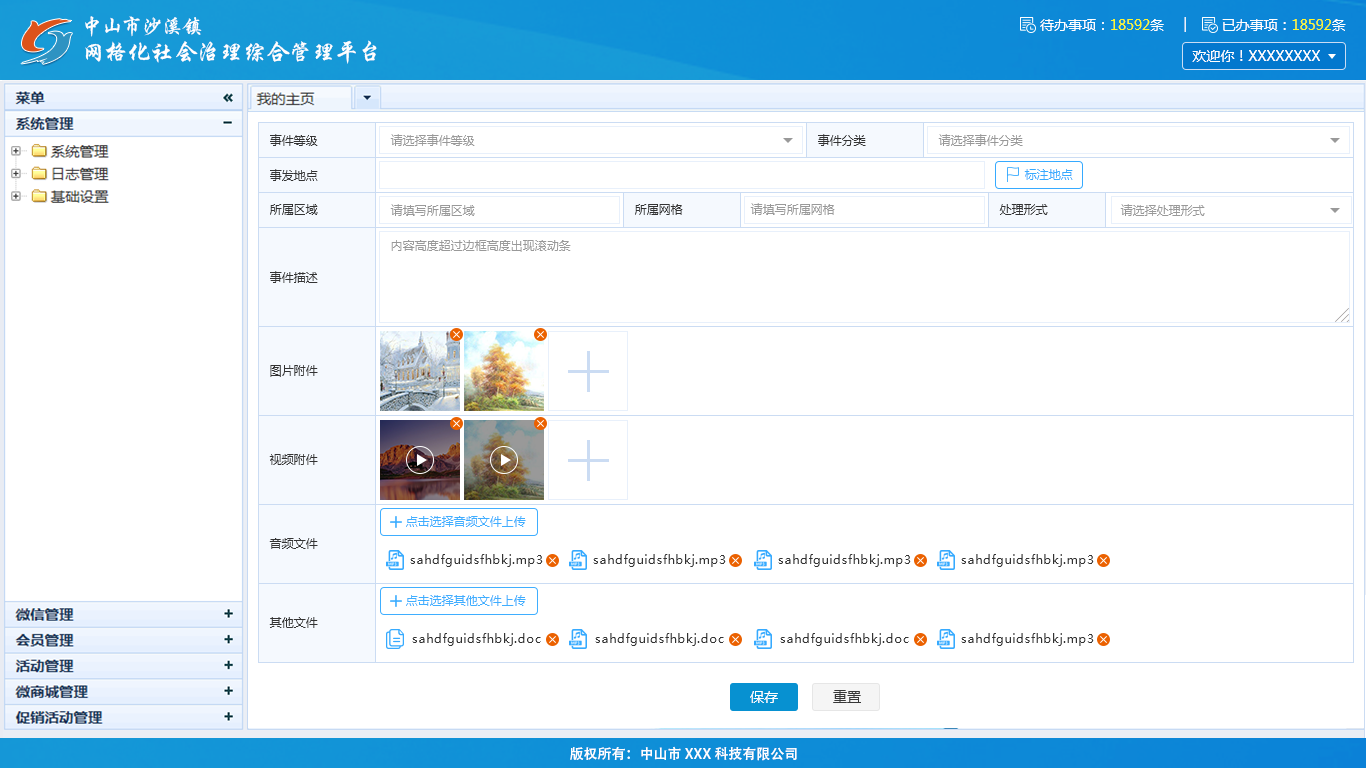 中山市沙溪镇
网格化社会治理综合管理平台
待办事项：18592条 | 已办事项：18592条
欢迎你！XXXXXXXX
菜单
系统管理
系统管理
日志管理
基础设置
微信管理
会员管理
活动管理
微商城管理
促销活动管理
我的主页
事件等级 请选择事件等级 事件分类 请选择事件分类
事发地点 标注地点
所属区域 请填写所属区域 所属网格 请填写所属网格 处理形式 请选择处理形式
事件描述 内容高度超过边框高度出现滚动条
图片附件
视频附件
音频文件 点击选择音频文件上传
sahdfguidsfhbkj.mp3 sahdfguidsfhbkj.mp3 sahdfguidsfhbkj.mp3 sahdfguidsfhbkj.mp3
其他文件 点击选择其他文件上传
sahdfguidsfhbkj.doc sahdfguidsfhbkj.doc sahdfguidsfhbkj.doc sahdfguidsfhbkj.mp3
保存 重置
版权所有：中山市 XXX 科技有限公司